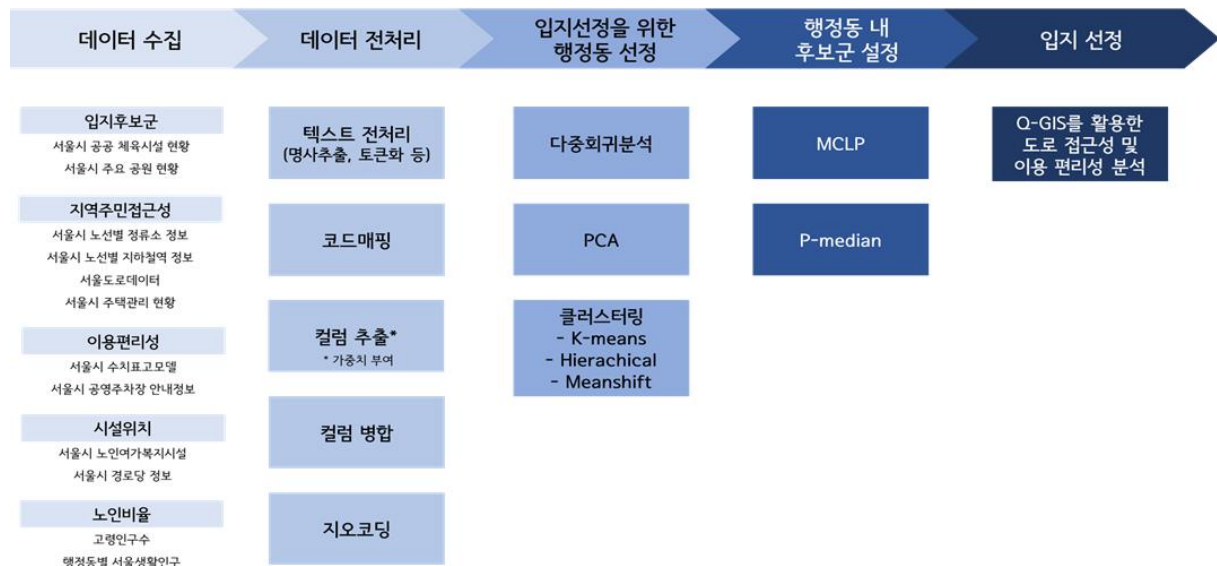 데이터 수집
데이터 전처리
입지선정을 위한
행정동 선정
행정동 내
후보군 설정
입지 선정
입지후보군
서울시 공공 체육시설 현황
서울시 주요 공원 현황
지역주민접근성
서울시 노선별 정류소 정보
서울시 노선별 지하철역 정보
서울도로데이터
서울시 주택관리 현황
이용편리성
서울시 수치표고모델
서울시 공영주차장 안내정보
시설위치
서울시 노인여가복지시설
서울시 경로당 정보
노인비율
고령인구수
행정동별 서울생활인구
텍스트 전처리
(명사추출, 토큰화 등)
코드매핑
컬럼 추출*
* 가중치 부여
컬럼 병합
지오코딩
다중회귀분석
PCA
클러스터링
- K-means
- Hierachical
- Meanshift
MCLP
P-median
Q-GIS를 활용한
도로 접근성 및
이용 편리성 분석